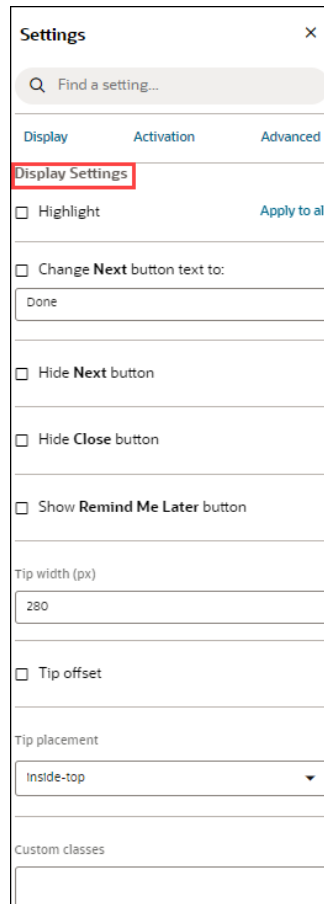 Settings
Find a setting...
Display Activation Advanced
Display Settings
Highlight Apply to al
Change Next button text to:
Done
Hide Next button
Hide Close button
Show Remind Me Later button
Tip width (px)
280
Tip offset
Tip placement
Inside-top
Custom classes